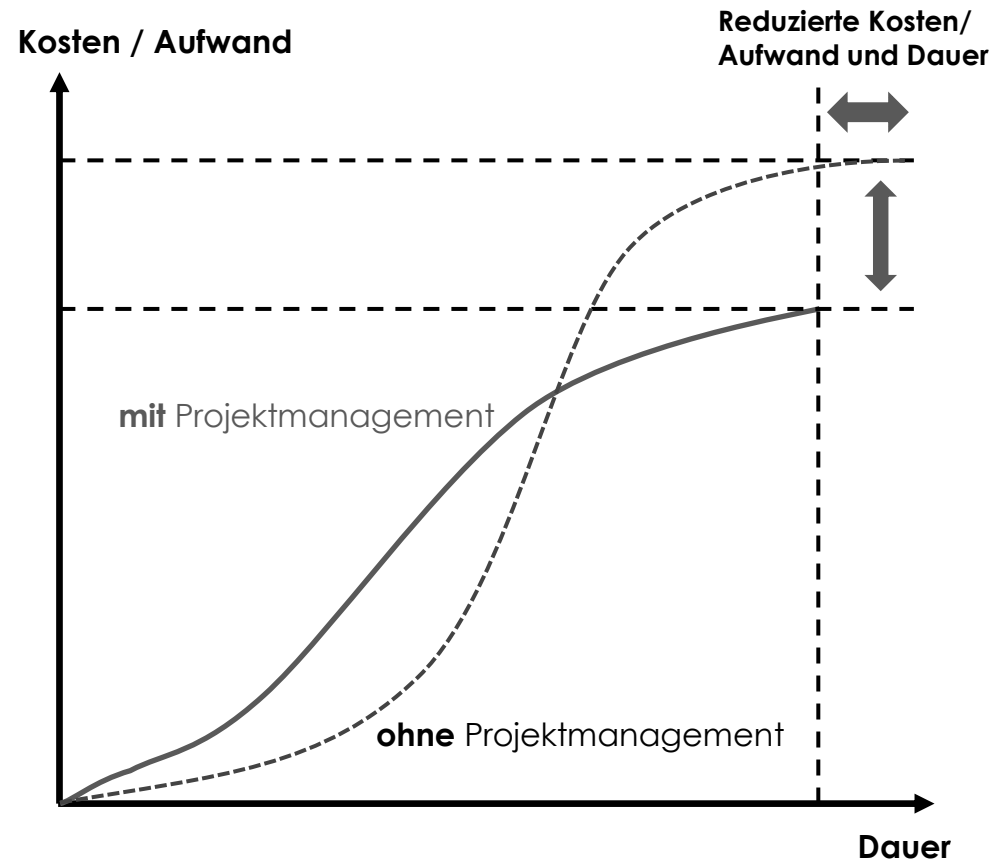 Reduzierte Kosten/
Aufwand und Dauer
Kosten / Aufwand
mit Projektmanagement
ohne Projektmanagement
Dauer